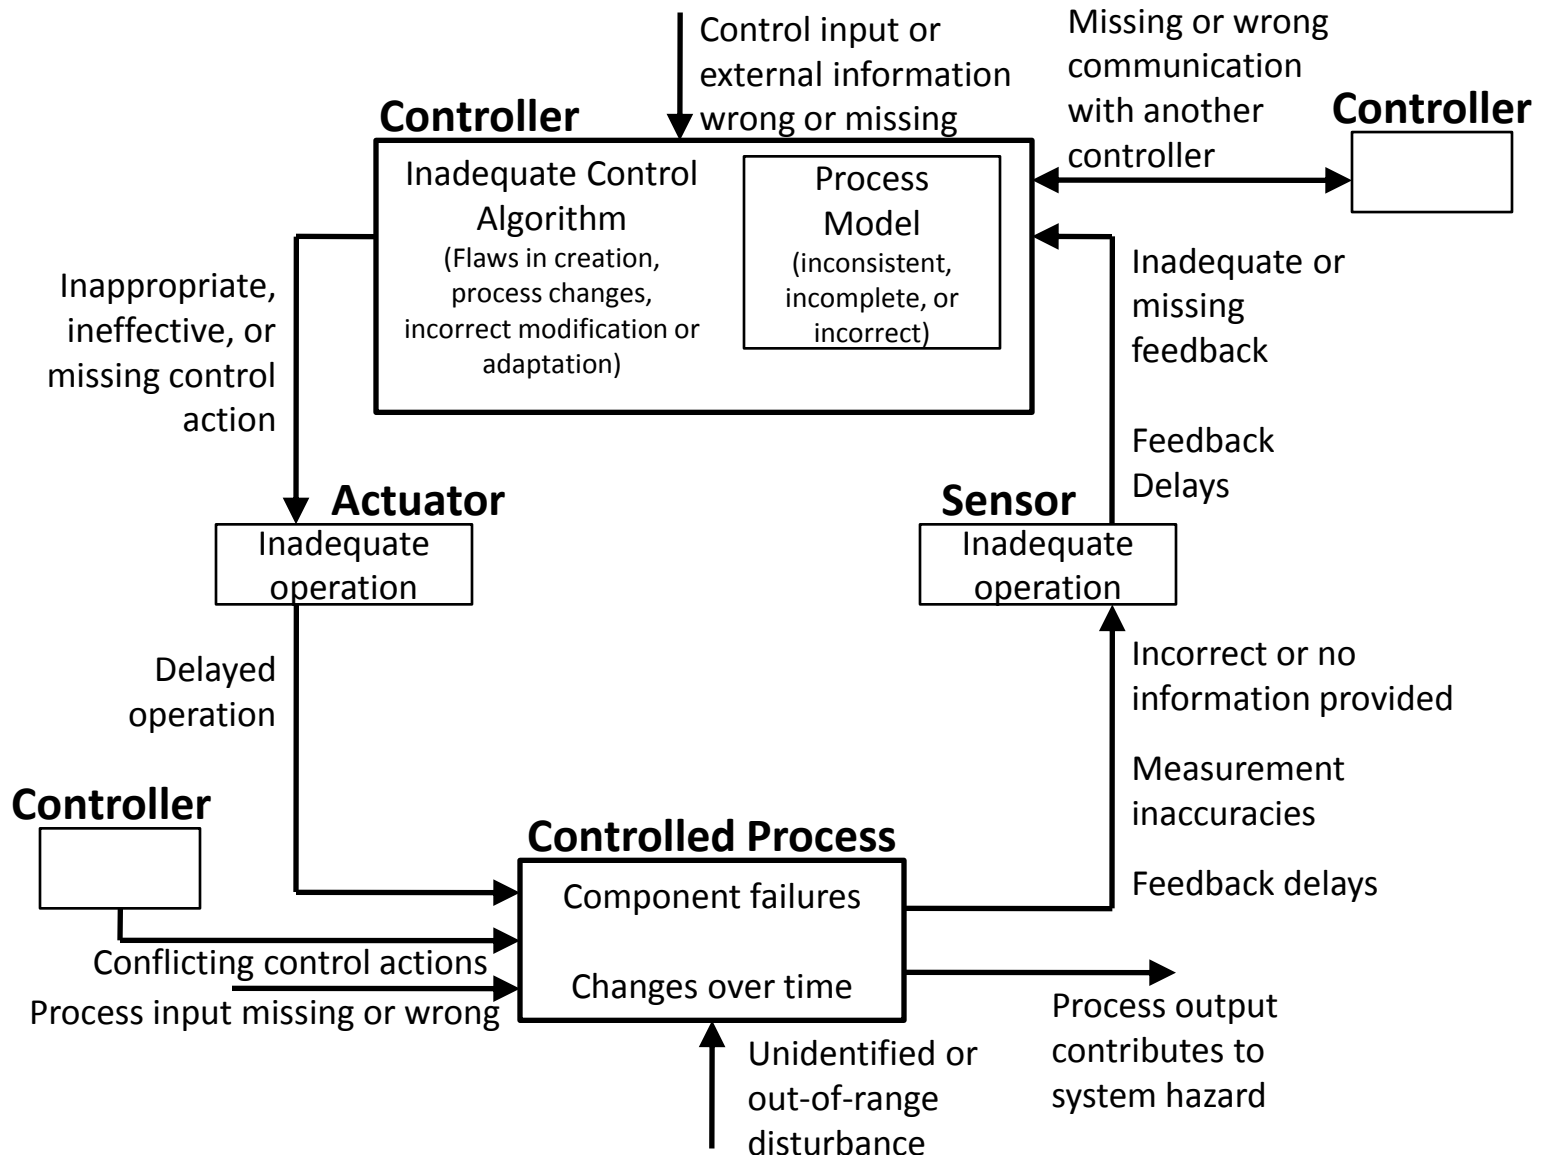 Control input or
external information
wrong or missing
Missing or wrong
communication
with another
controller
Controller
Controller
Inadequate Control
Algorithm
(Flaws in creation,
process changes,
incorrect modification or
adaptation)
Process
Model
(inconsistent,
incomplete, or
incorrect)
Inappropriate,
ineffective, or
missing control
action
Inadequate or
missing
feedback
Feedback
Delays
Actuator
Inadequate
operation
Sensor
Inadequate
operation
Delayed
operation
Incorrect or no
information provided
Measurement
inaccuracies
Feedback delays
Controller
Controlled Process
Component failures
Changes over time
Conflicting control actions
Process input missing or wrong
Unidentified or
out-of-range
disturbance
Process output
contributes to
system hazard